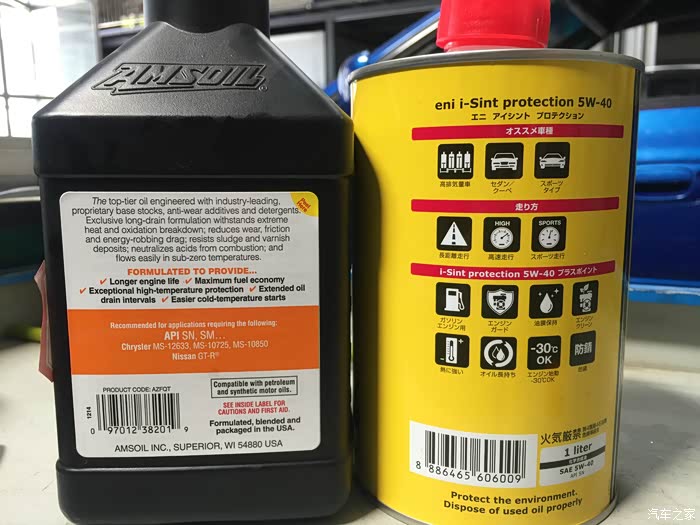 AMSOIL
The top-tier oil engineered with industry-leading,
proprietary base stocks, anti-wear additives and detergents.
Exclusive long-drain formulation withstands extreme
heat and oxidation breakdown; reduces wear, friction
and energy-robbing drag; resists sludge and varnish
deposits; neutralizes acids from combustion; and
flows easily in sub-zero temperatures.
Peel
Here
FORMULATED TO PROVIDE...
✓ Longer engine life ✓ Maximum fuel economy
✓ Exceptional high-temperature protection ✓ Extended oil
drain intervals ✓ Easier cold-temperature starts
Recommended for applications requiring the following:
API SN, SM...
Chrysler MS-12633, MS-10725, MS-10850
Nissan GT-R®
PRODUCT CODE: AZFQT
1214
0 97012 38201 9
Compatible with petroleum
and synthetic motor oils.
SEE INSIDE LABEL FOR
CAUTIONS AND FIRST AID.
Formulated, blended and
packaged in the USA.
AMSOIL INC., SUPERIOR, WI 54880 USA
eni i-Sint protection 5W-40
エニ アイシント プロテクション
オススメ車種
高排気量車
セダン/
クーペ
スポーツ
タイプ
走り方
HIGH
SPORTS
長距離走行
高速走行
スポーツ走行
i-Sint protection 5W-40 プラスポイント
ガソリン
エンジン用
エンジン
ガード
油膜保持
エンジン
クリーン
-30℃
OK
防錆
熱に強い
オイル長持ち
エンジン始動
-30℃OK
防錆
8 886465 606009
火気厳禁
1 liter
SAE 5W-40
API SN
Protect the environment.
Dispose of used oil properly
汽车之家